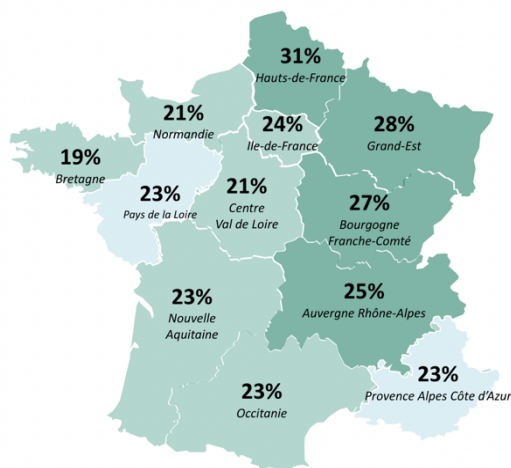 31%
Hauts-de-France
21%
Normandie
24%
Ile-de-France
28%
Grand-Est
19%
Bretagne
23%
Pays de la Loire
21%
Centre
Val de Loire
27%
Bourgogne
Franche-Comté
23%
Nouvelle
Aquitaine
25%
Auvergne Rhône-Alpes
23%
Occitanie
23%
Provence Alpes Côte d'Azur